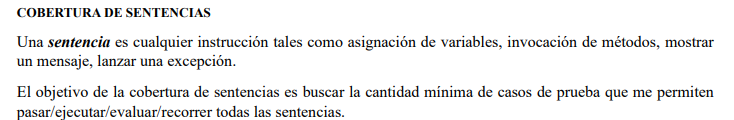 COBERTURA DE SENTENCIAS
Una sentencia es cualquier instrucción tales como asignación de variables, invocación de métodos, mostrar
un mensaje, lanzar una excepción.
El objetivo de la cobertura de sentencias es buscar la cantidad mínima de casos de prueba que me permiten
pasar/ejecutar/evaluar/recorrer todas las sentencias.